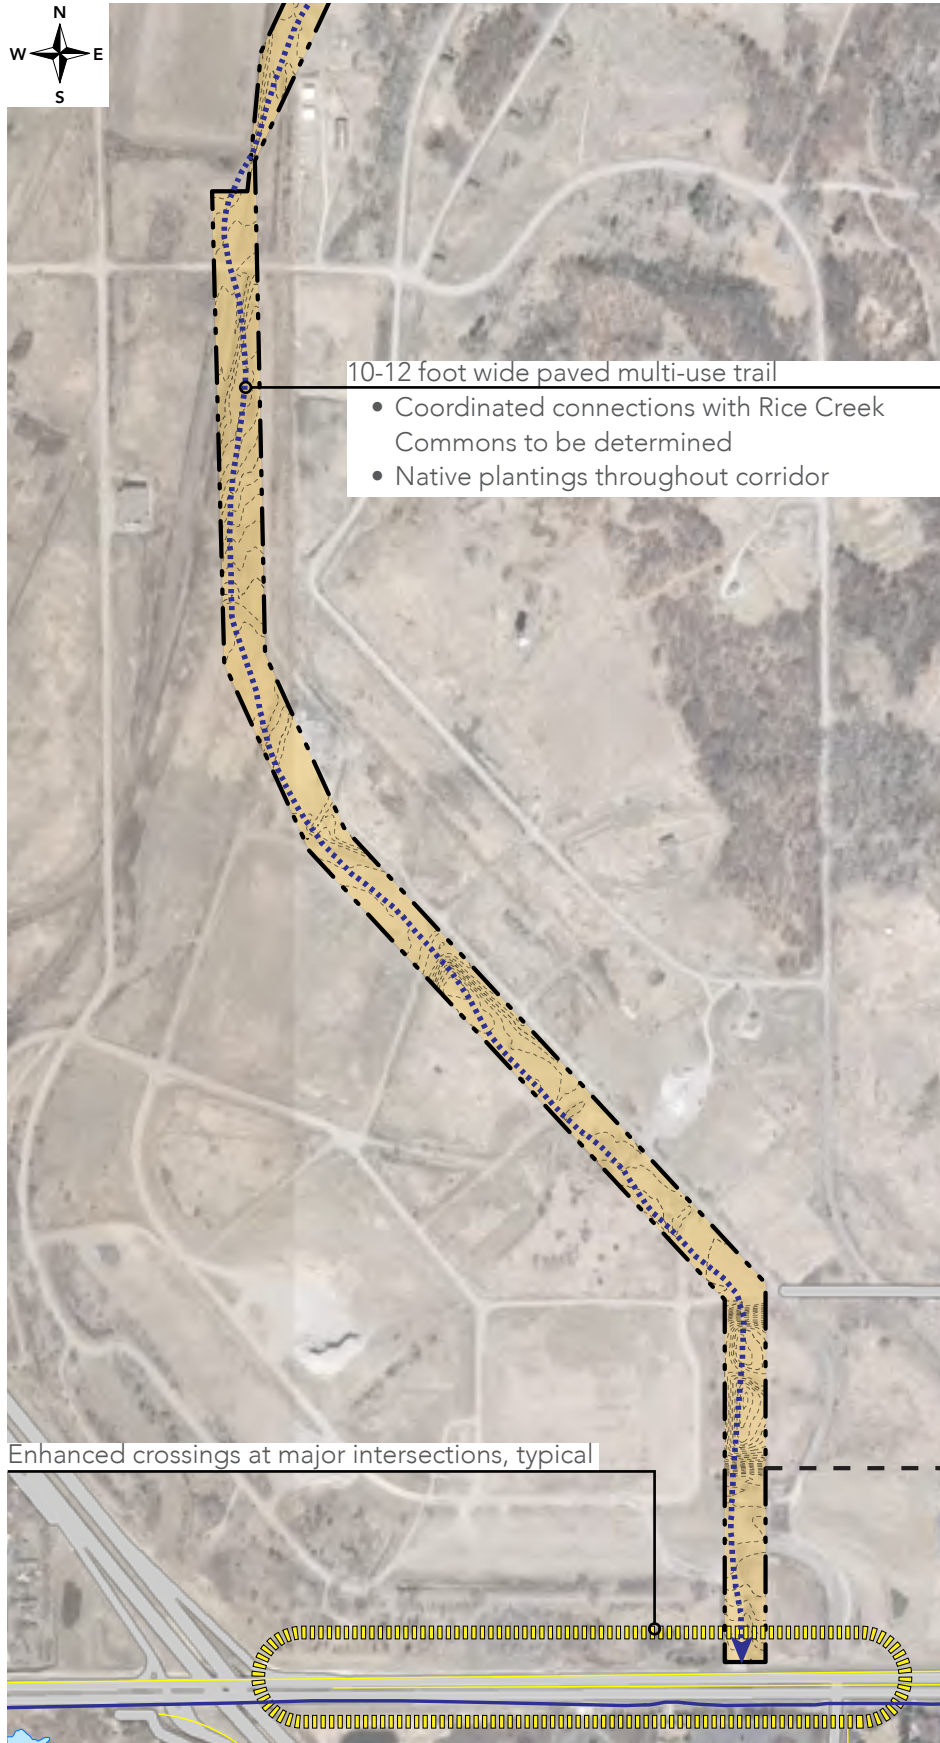 N
W E
S
10-12 foot wide paved multi-use trail
• Coordinated connections with Rice Creek
Commons to be determined
• Native plantings throughout corridor
Enhanced crossings at major intersections, typical